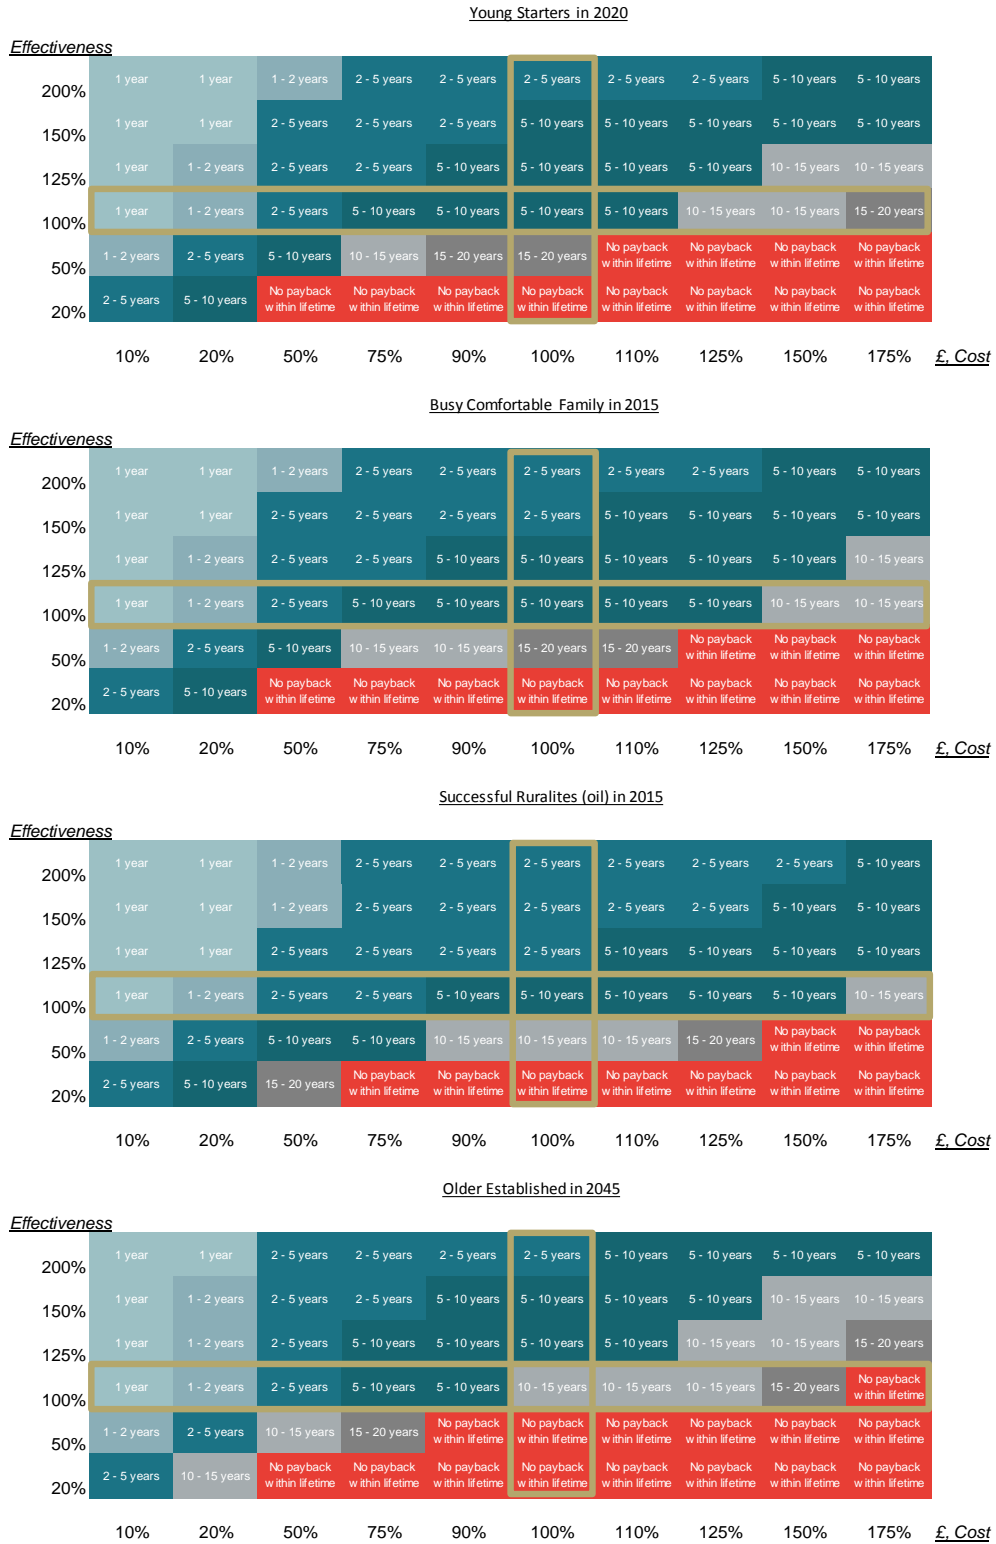 Young Starters in 2020
Effectiveness
200% 1 year 1 year 1 - 2 years 2 - 5 years 2 - 5 years 2 - 5 years 2 - 5 years 2 - 5 years 5 - 10 years 5 - 10 years
150% 1 year 1 year 2 - 5 years 2 - 5 years 2 - 5 years 5 - 10 years 5 - 10 years 5 - 10 years 5 - 10 years 5 - 10 years
125% 1 year 1 - 2 years 2 - 5 years 2 - 5 years 5 - 10 years 5 - 10 years 5 - 10 years 5 - 10 years 10 - 15 years 10 - 15 years
100% 1 year 1 - 2 years 2 - 5 years 5 - 10 years 5 - 10 years 5 - 10 years 5 - 10 years 10 - 15 years 10 - 15 years 15 - 20 years
50% 1 - 2 years 2 - 5 years 5 - 10 years 10 - 15 years 15 - 20 years 15 - 20 years No payback within lifetime No payback within lifetime No payback within lifetime No payback within lifetime
20% 2 - 5 years 5 - 10 years No payback within lifetime No payback within lifetime No payback within lifetime No payback within lifetime No payback within lifetime No payback within lifetime No payback within lifetime No payback within lifetime
10% 20% 50% 75% 90% 100% 110% 125% 150% 175% £, Cost
Busy Comfortable Family in 2015
Effectiveness
200% 1 year 1 year 1 - 2 years 2 - 5 years 2 - 5 years 2 - 5 years 2 - 5 years 2 - 5 years 5 - 10 years 5 - 10 years
150% 1 year 1 year 2 - 5 years 2 - 5 years 2 - 5 years 2 - 5 years 5 - 10 years 5 - 10 years 5 - 10 years 5 - 10 years
125% 1 year 1 - 2 years 2 - 5 years 2 - 5 years 5 - 10 years 5 - 10 years 5 - 10 years 5 - 10 years 5 - 10 years 10 - 15 years
100% 1 year 1 - 2 years 2 - 5 years 5 - 10 years 5 - 10 years 5 - 10 years 5 - 10 years 5 - 10 years 10 - 15 years 10 - 15 years
50% 1 - 2 years 2 - 5 years 5 - 10 years 10 - 15 years 10 - 15 years 15 - 20 years 15 - 20 years No payback within lifetime No payback within lifetime No payback within lifetime
20% 2 - 5 years 5 - 10 years No payback within lifetime No payback within lifetime No payback within lifetime No payback within lifetime No payback within lifetime No payback within lifetime No payback within lifetime No payback within lifetime
10% 20% 50% 75% 90% 100% 110% 125% 150% 175% £, Cost
Successful Ruralites (oil) in 2015
Effectiveness
200% 1 year 1 year 1 - 2 years 2 - 5 years 2 - 5 years 2 - 5 years 2 - 5 years 2 - 5 years 2 - 5 years 5 - 10 years
150% 1 year 1 year 1 - 2 years 2 - 5 years 2 - 5 years 2 - 5 years 2 - 5 years 2 - 5 years 5 - 10 years 5 - 10 years
125% 1 year 1 year 2 - 5 years 2 - 5 years 2 - 5 years 2 - 5 years 5 - 10 years 5 - 10 years 5 - 10 years 5 - 10 years
100% 1 year 1 - 2 years 2 - 5 years 2 - 5 years 5 - 10 years 5 - 10 years 5 - 10 years 5 - 10 years 5 - 10 years 10 - 15 years
50% 1 - 2 years 2 - 5 years 5 - 10 years 5 - 10 years 10 - 15 years 10 - 15 years 10 - 15 years 15 - 20 years No payback within lifetime No payback within lifetime
20% 2 - 5 years 5 - 10 years 15 - 20 years No payback within lifetime No payback within lifetime No payback within lifetime No payback within lifetime No payback within lifetime No payback within lifetime No payback within lifetime
10% 20% 50% 75% 90% 100% 110% 125% 150% 175% £, Cost
Older Established in 2045
Effectiveness
200% 1 year 1 year 2 - 5 years 2 - 5 years 2 - 5 years 2 - 5 years 5 - 10 years 5 - 10 years 5 - 10 years 5 - 10 years
150% 1 year 1 - 2 years 2 - 5 years 2 - 5 years 5 - 10 years 5 - 10 years 5 - 10 years 5 - 10 years 10 - 15 years 10 - 15 years
125% 1 year 1 - 2 years 2 - 5 years 5 - 10 years 5 - 10 years 5 - 10 years 5 - 10 years 10 - 15 years 10 - 15 years 15 - 20 years
100% 1 year 1 - 2 years 2 - 5 years 5 - 10 years 5 - 10 years 10 - 15 years 10 - 15 years 10 - 15 years 15 - 20 years No payback within lifetime
50% 1 - 2 years 2 - 5 years 10 - 15 years 15 - 20 years No payback within lifetime No payback within lifetime No payback within lifetime No payback within lifetime No payback within lifetime No payback within lifetime
20% 2 - 5 years 10 - 15 years No payback within lifetime No payback within lifetime No payback within lifetime No payback within lifetime No payback within lifetime No payback within lifetime No payback within lifetime No payback within lifetime
10% 20% 50% 75% 90% 100% 110% 125% 150% 175% £, Cost